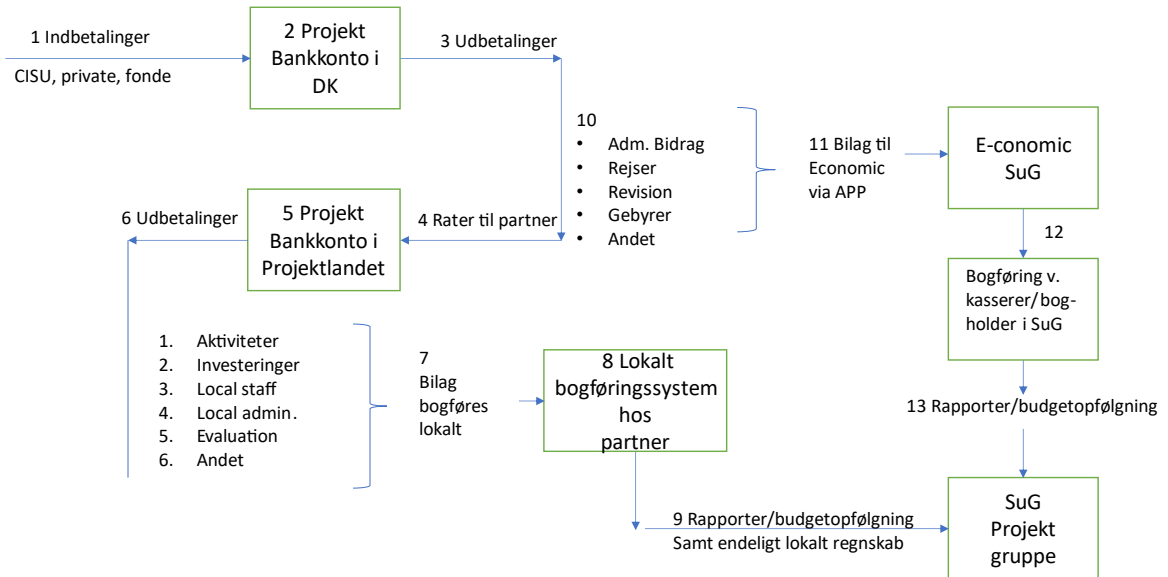 1 Indbetalinger
CISU, private, fonde
2 Projekt
Bankkonto i
DK
3 Udbetalinger
10
• Adm. Bidrag
• Rejser
• Revision
• Gebyrer
• Andet
11 Bilag til
Economic
via APP
E-conomic
SuG
6 Udbetalinger
5 Projekt
Bankkonto i
Projektlandet
4 Rater til partner
12
Bogføring v.
kasserer/bog-
holder i SuG
1. Aktiviteter
2. Investeringer
3. Local staff
4. Local admin.
5. Evaluation
6. Andet
7
Bilag
bogføres
lokalt
8 Lokalt
bogføringssystem
hos
partner
13 Rapporter/budgetopfølgning
9 Rapporter/budgetopfølgning
Samt endeligt lokalt regnskab
SuG
Projekt
gruppe